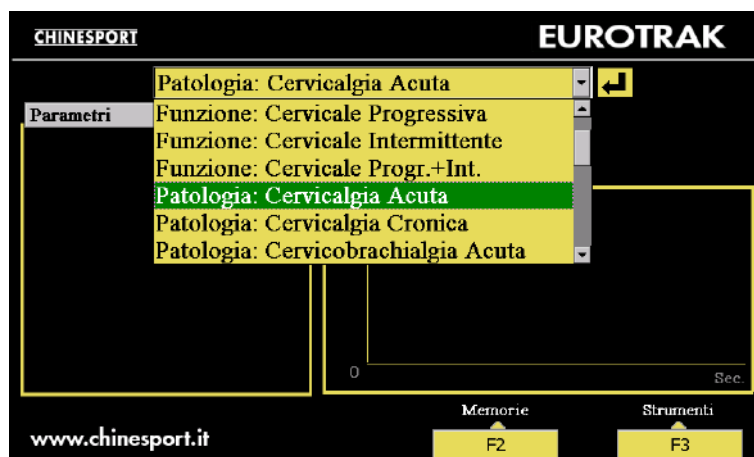 CHINESPORT
EUROTRAK
Patologia: Cervicalgia Acuta
Parametri
Funzione: Cervicale Progressiva
Funzione: Cervicale Intermittente
Funzione: Cervicale Progr.+Int.
Patologia: Cervicalgia Acuta
Patologia: Cervicalgia Cronica
Patologia: Cervicobrachialgia Acuta
0
Sec.
Memorie
Strumenti
www.chinesport.it
F2
F3